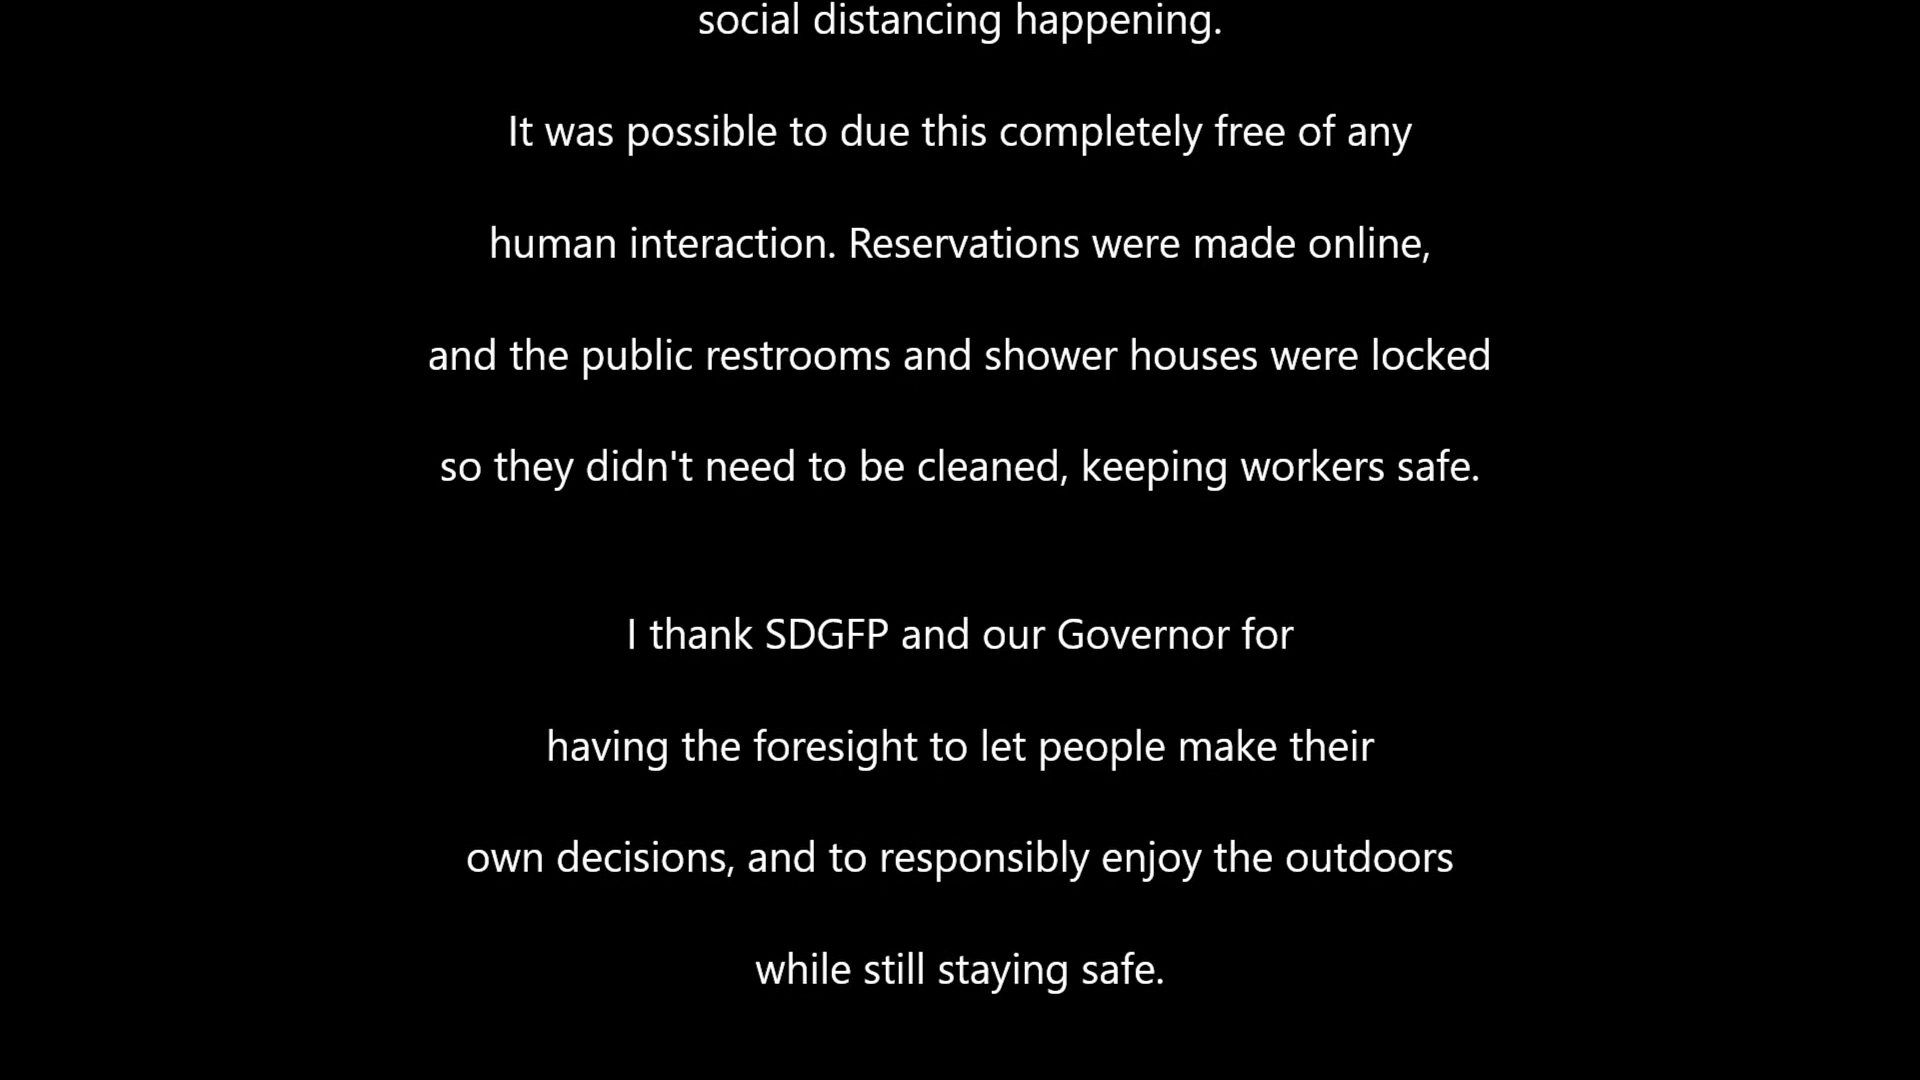 social distancing happening.
It was possible to due this completely free of any
human interaction. Reservations were made online,
and the public restrooms and shower houses were locked
so they didn't need to be cleaned, keeping workers safe.
I thank SDGFP and our Governor for
having the foresight to let people make their
own decisions, and to responsibly enjoy the outdoors
while still staying safe.